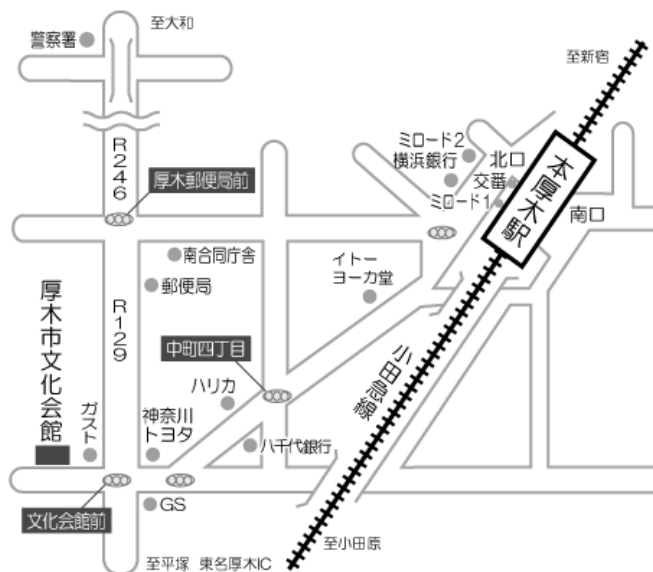 至大和
警察署
至新宿
R246
厚木郵便局前
ミロード2
横浜銀行
北口
交番
ミロード1
本厚木駅
南口
南合同庁舎
郵便局
イトー
ヨーカ堂
R129
厚木市文化会館
中町四丁目
小田急線
ハリカ
ガスト
神奈川
トヨタ
八千代銀行
文化会館前
GS
至小田原
至平塚 東名厚木IC